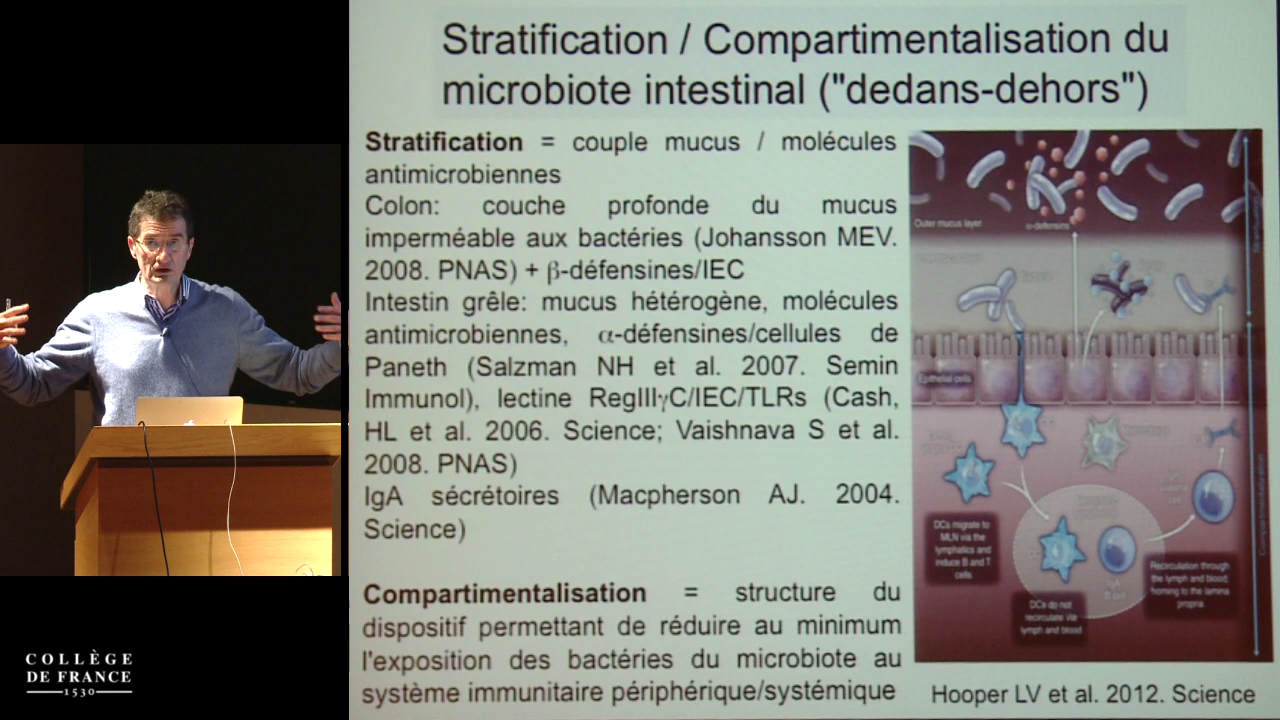 Stratification / Compartimentalisation du
microbiote intestinal ("dedans-dehors")
Stratification = couple mucus / molécules
antimicrobiennes
Colon: couche profonde du mucus
imperméable aux bactéries (Johansson MEV.
2008. PNAS) + β-défensines/IEC
Intestin grêle: mucus hétérogène, molécules
antimicrobiennes, α-défensines/cellules de
Paneth (Salzman NH et al. 2007. Semin
Immunol), lectine RegIIIγC/IEC/TLRs (Cash,
HL et al. 2006. Science; Vaishnava S et al.
2008. PNAS)
IgA sécrétoires (Macpherson AJ. 2004.
Science)
Compartimentalisation = structure du
dispositif permettant de réduire au minimum
l'exposition des bactéries du microbiote au
système immunitaire périphérique/systémique
Outer mucus layer
α-defensins
Epithelial cells
DCs migrate to
MLN via the
lymphatics and
induce B and T
cells
DCs do not
recirculate via
lymph and blood
Recirculation through
the lymph and blood,
homing to the lamina
propria
Hooper LV et al. 2012. Science
COLLÈGE
DE FRANCE
1530